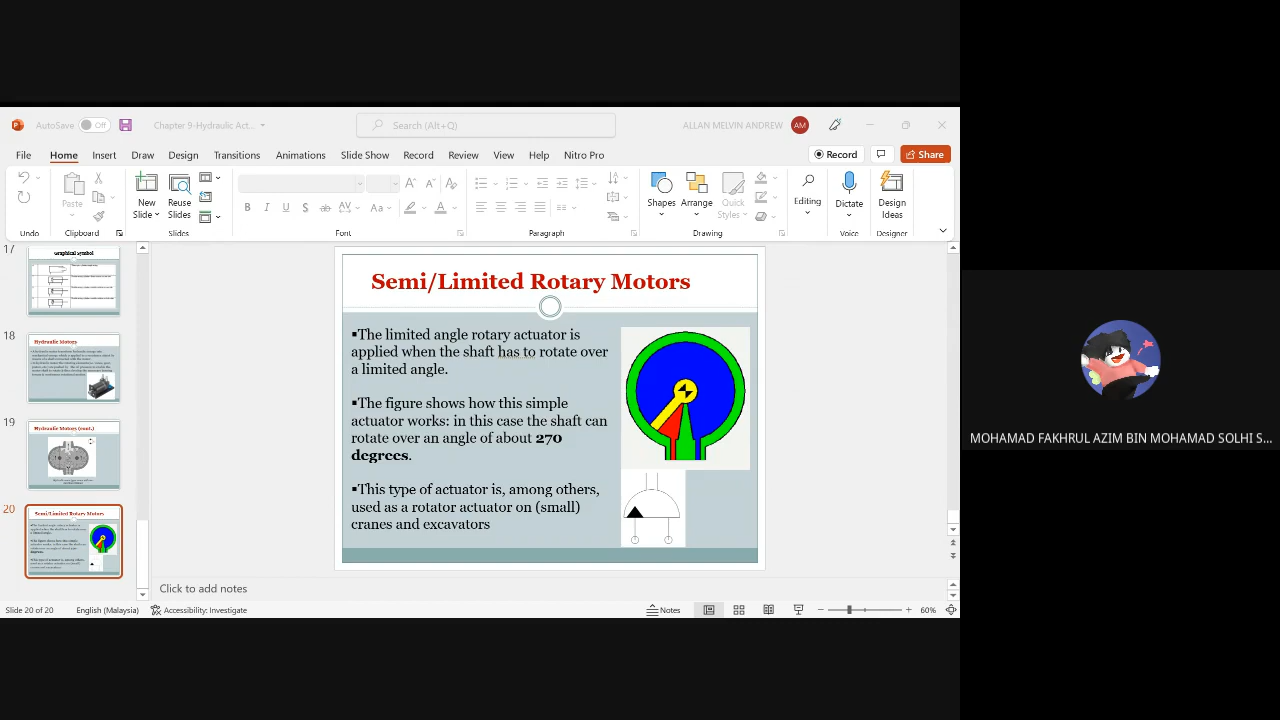 AutoSave Off Chapter 9-Hydraulic Act... Search (Alt+Q) ALLAN MELVIN ANDREW AM
File Home Insert Draw Design Transitions Animations Slide Show Record Review View Help Nitro Pro Record Share
Paste New Slide Reuse Slides B I U S ab AV Aa A Shapes Arrange Quick Styles Editing Dictate Design Ideas
Undo Clipboard Slides Font Paragraph Drawing Voice Designer
17
Graphical Symbol
18
Hydraulic Motors
19
Hydraulic Motors (cont.)
20
Semi/Limited Rotary Motors
Semi/Limited Rotary Motors
▪The limited angle rotary actuator is
applied when the shaft has to rotate over
a limited angle.
▪The figure shows how this simple
actuator works: in this case the shaft can
rotate over an angle of about 270
degrees.
▪This type of actuator is, among others,
used as a rotator actuator on (small)
cranes and excavators
Click to add notes
Slide 20 of 20 English (Malaysia) Accessibility: Investigate Notes 60%
MOHAMAD FAKHRUL AZIM BIN MOHAMAD SOLHI S...